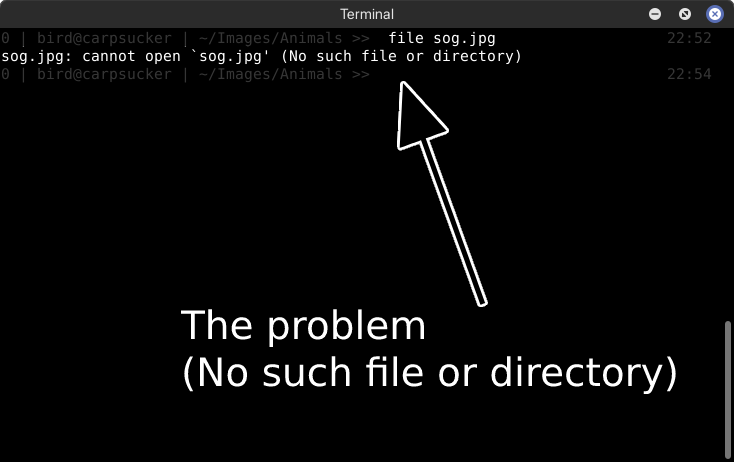 Terminal
0 | bird@carpsucker | ~/Images/Animals >>  file sog.jpg 22:52
sog.jpg: cannot open `sog.jpg' (No such file or directory)
0 | bird@carpsucker | ~/Images/Animals >> 22:54
The problem
(No such file or directory)